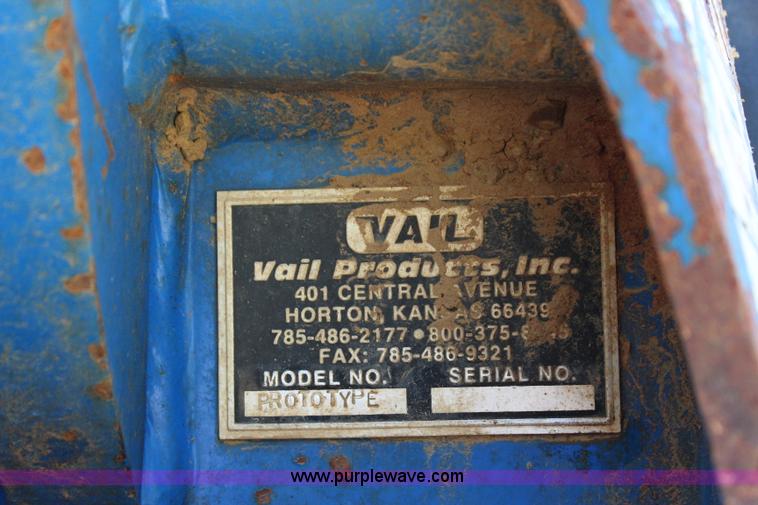 VAIL
Vail Products, Inc.
401 CENTRAL AVENUE
HORTON, KANSAS 66439
785-486-2177 • 800-375-
FAX: 785-486-9321
MODEL NO. SERIAL NO.
PROTOTYPE
www.purplewave.com